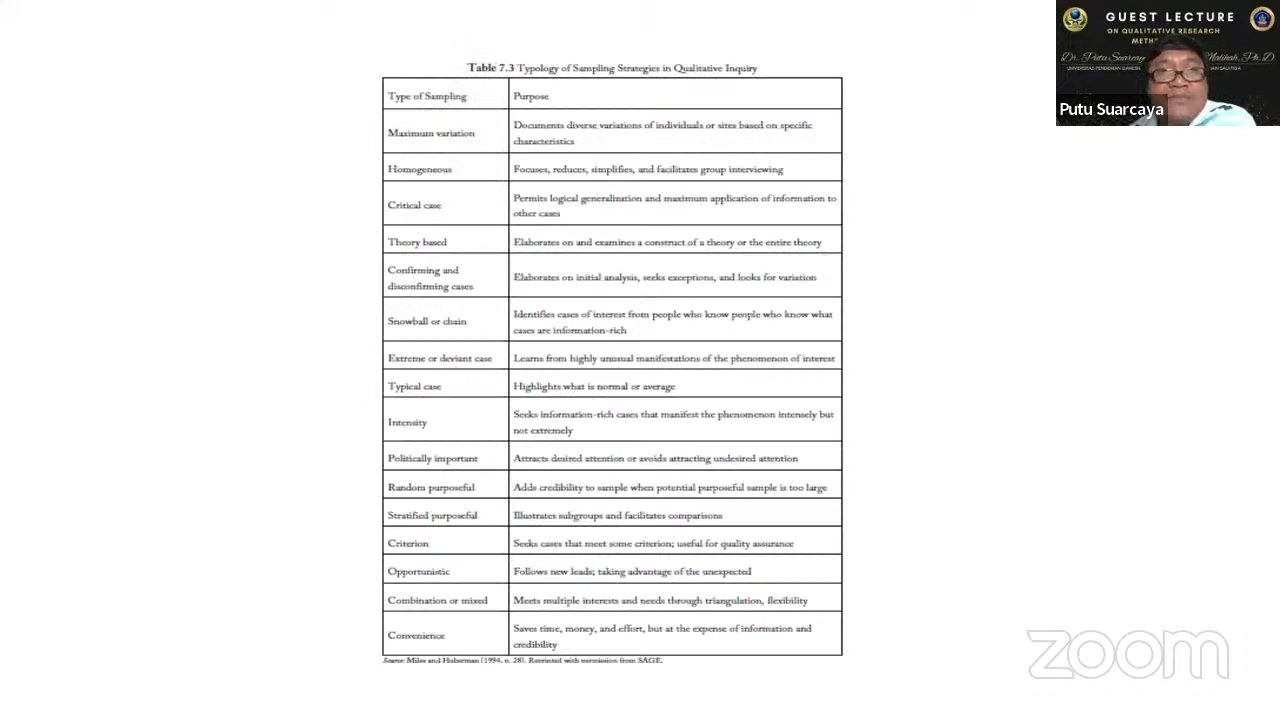 Table 7.3 Typology of Sampling Strategies in Qualitative Inquiry
Type of Sampling
Purpose
Maximum variation
Documents diverse variations of individuals or sites based on specific
characteristics
Homogeneous
Focuses, reduces, simplifies, and facilitates group interviewing
Critical case
Permits logical generalization and maximum application of information to
other cases
Theory based
Elaborates on and examines a construct of a theory or the entire theory
Confirming and
disconfirming cases
Elaborates on initial analysis, seeks exceptions, and looks for variation
Snowball or chain
Identifies cases of interest from people who know people who know what
cases are information-rich
Extreme or deviant case
Learns from highly unusual manifestations of the phenomenon of interest
Typical case
Highlights what is normal or average
Intensity
Seeks information-rich cases that manifest the phenomenon intensely but
not extremely
Politically important
Attracts desired attention or avoids attracting undesired attention
Random purposeful
Adds credibility to sample when potential purposeful sample is too large
Stratified purposeful
Illustrates subgroups and facilitates comparisons
Criterion
Seeks cases that meet some criterion; useful for quality assurance
Opportunistic
Follows new leads; taking advantage of the unexpected
Combination or mixed
Meets multiple interests and needs through triangulation, flexibility
Convenience
Saves time, money, and effort, but at the expense of information and
credibility
Source: Miles and Huberman (1994, p. 28). Reprinted with permission from SAGE.
GUEST LECTURE
ON QUALITATIVE RESEARCH
Dr. Putu Suarcaya
Ph.D
Putu Suarcaya
zoom